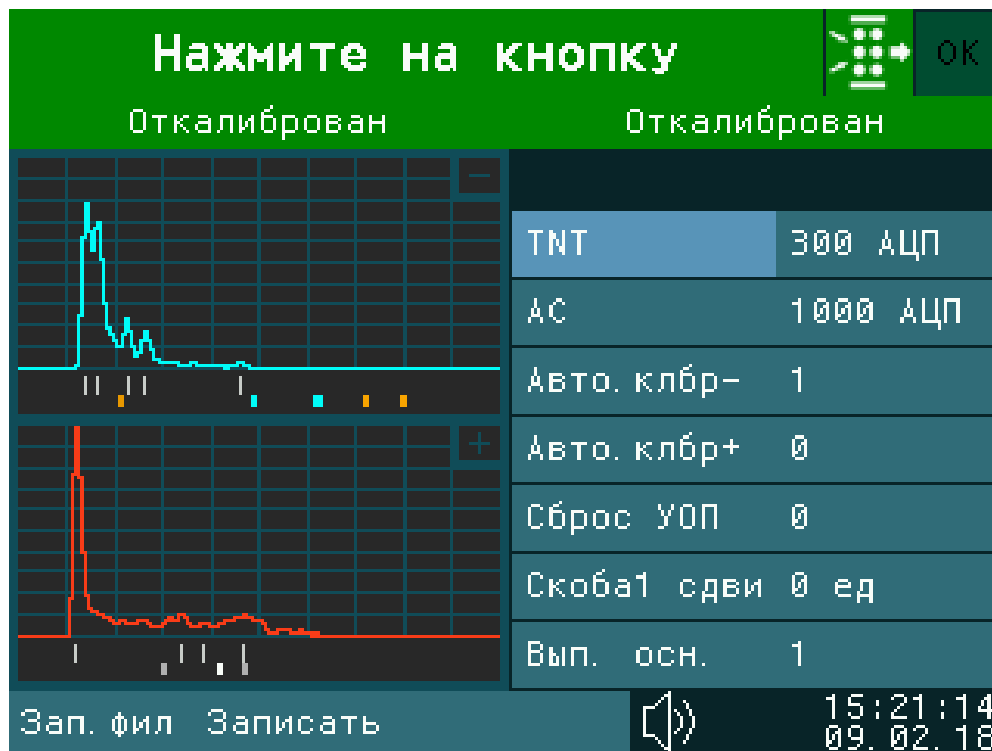 Нажмите на кнопку
OK
Откалиброван
Откалиброван
−
TNT 300 АЦП
АС 1000 АЦП
Авто.клбр− 1
Авто.клбр+ 0
+
Сброс УОП 0
Скоба1 сдви 0 ед
Вып. осн. 1
Зап.фил Записать
15:21:14
09.02.18